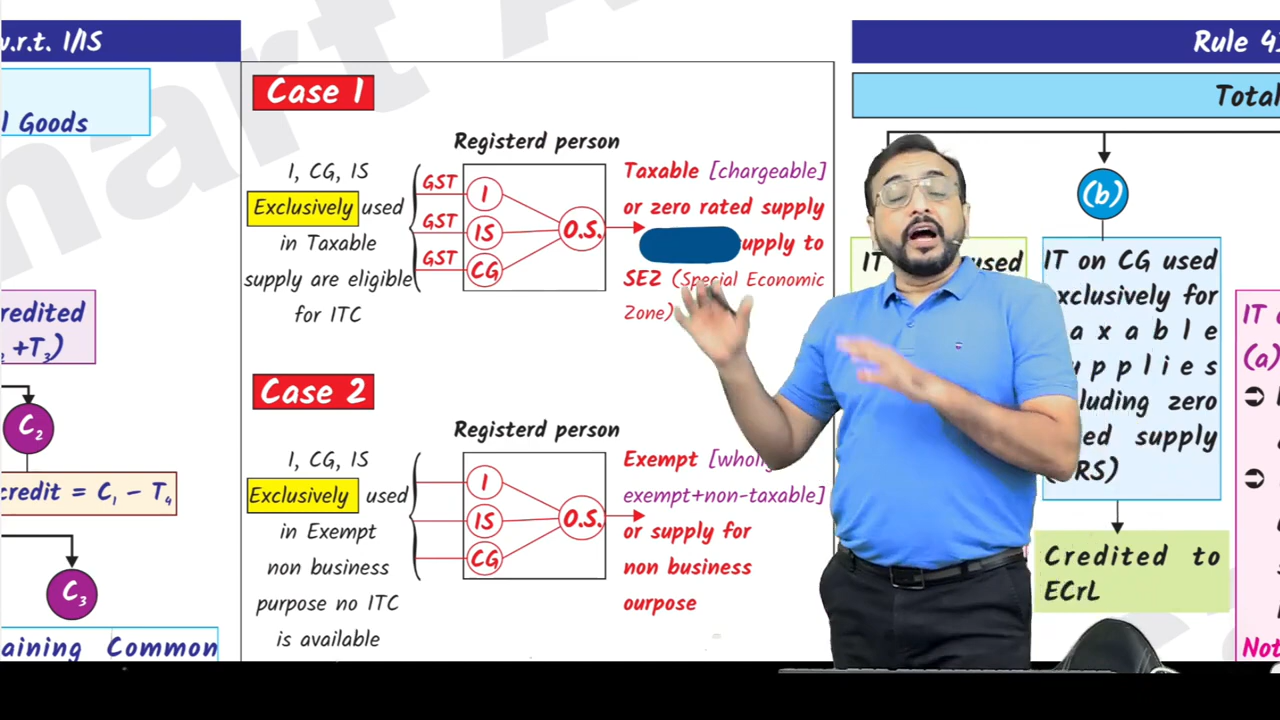 w.r.t. I/IS
l Goods
redited
+T₃)
C₂
credit = C₁ − T₄
C₃
aining Common
Case 1
Registerd person
I, CG, IS
Exclusively used
in Taxable
supply are eligible
for ITC
GST
GST
GST
I
IS
CG
O.S.
Taxable [chargeable]
or zero rated supply
upply to
SEZ (Special Economic
Zone)
Case 2
Registerd person
I, CG, IS
Exclusively used
in Exempt
non business
purpose no ITC
is available
I
IS
CG
O.S.
Exempt [wholly
exempt+non-taxable]
or supply for
non business
ourpose
Rule 43
Total
(b)
IT used
IT on CG used
xclusively for
axable
upplies
luding zero
ed supply
RS)
Credited to
ECrL
IT
(a)
Not